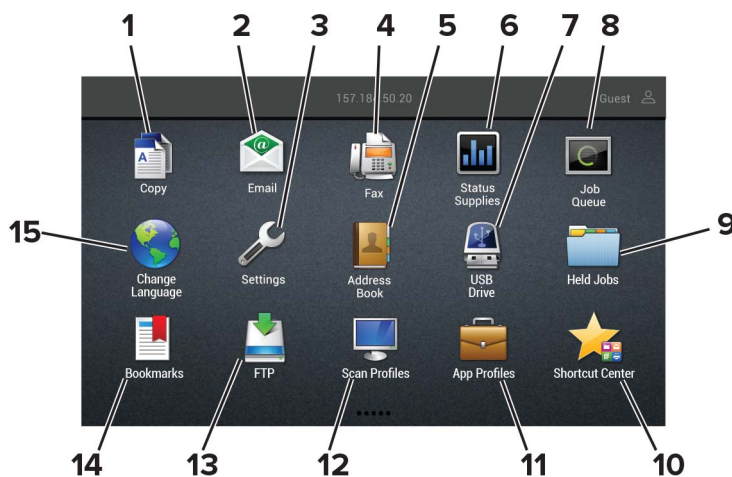 1 2 3 4 5 6 7 8
157.184.50.20 Guest
Copy Email Fax Status Supplies Job Queue
15 9
Change Language Settings Address Book USB Drive Held Jobs
Bookmarks FTP Scan Profiles App Profiles Shortcut Center
14 13 12 11 10